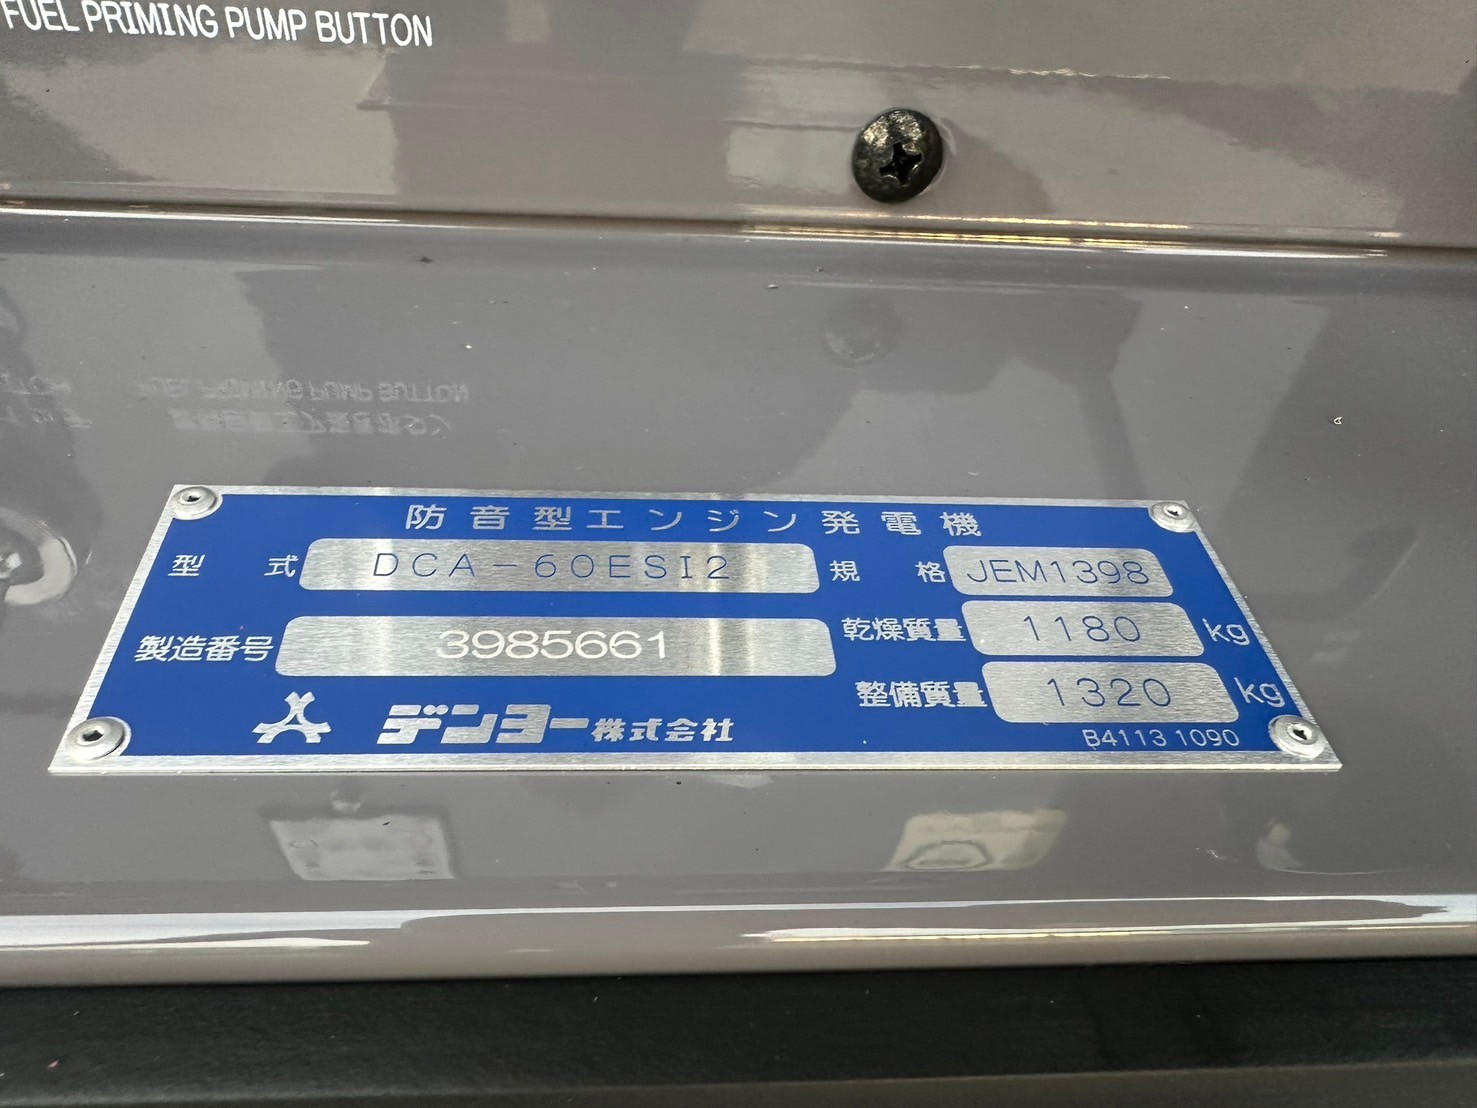 FUEL PRIMING PUMP BUTTON
防音型エンジン発電機
型式 DCA-60ESI2 規格 JEM1398
製造番号 3985661 乾燥質量 1180 kg
整備質量 1320 kg
デンヨー株式会社
B41131090